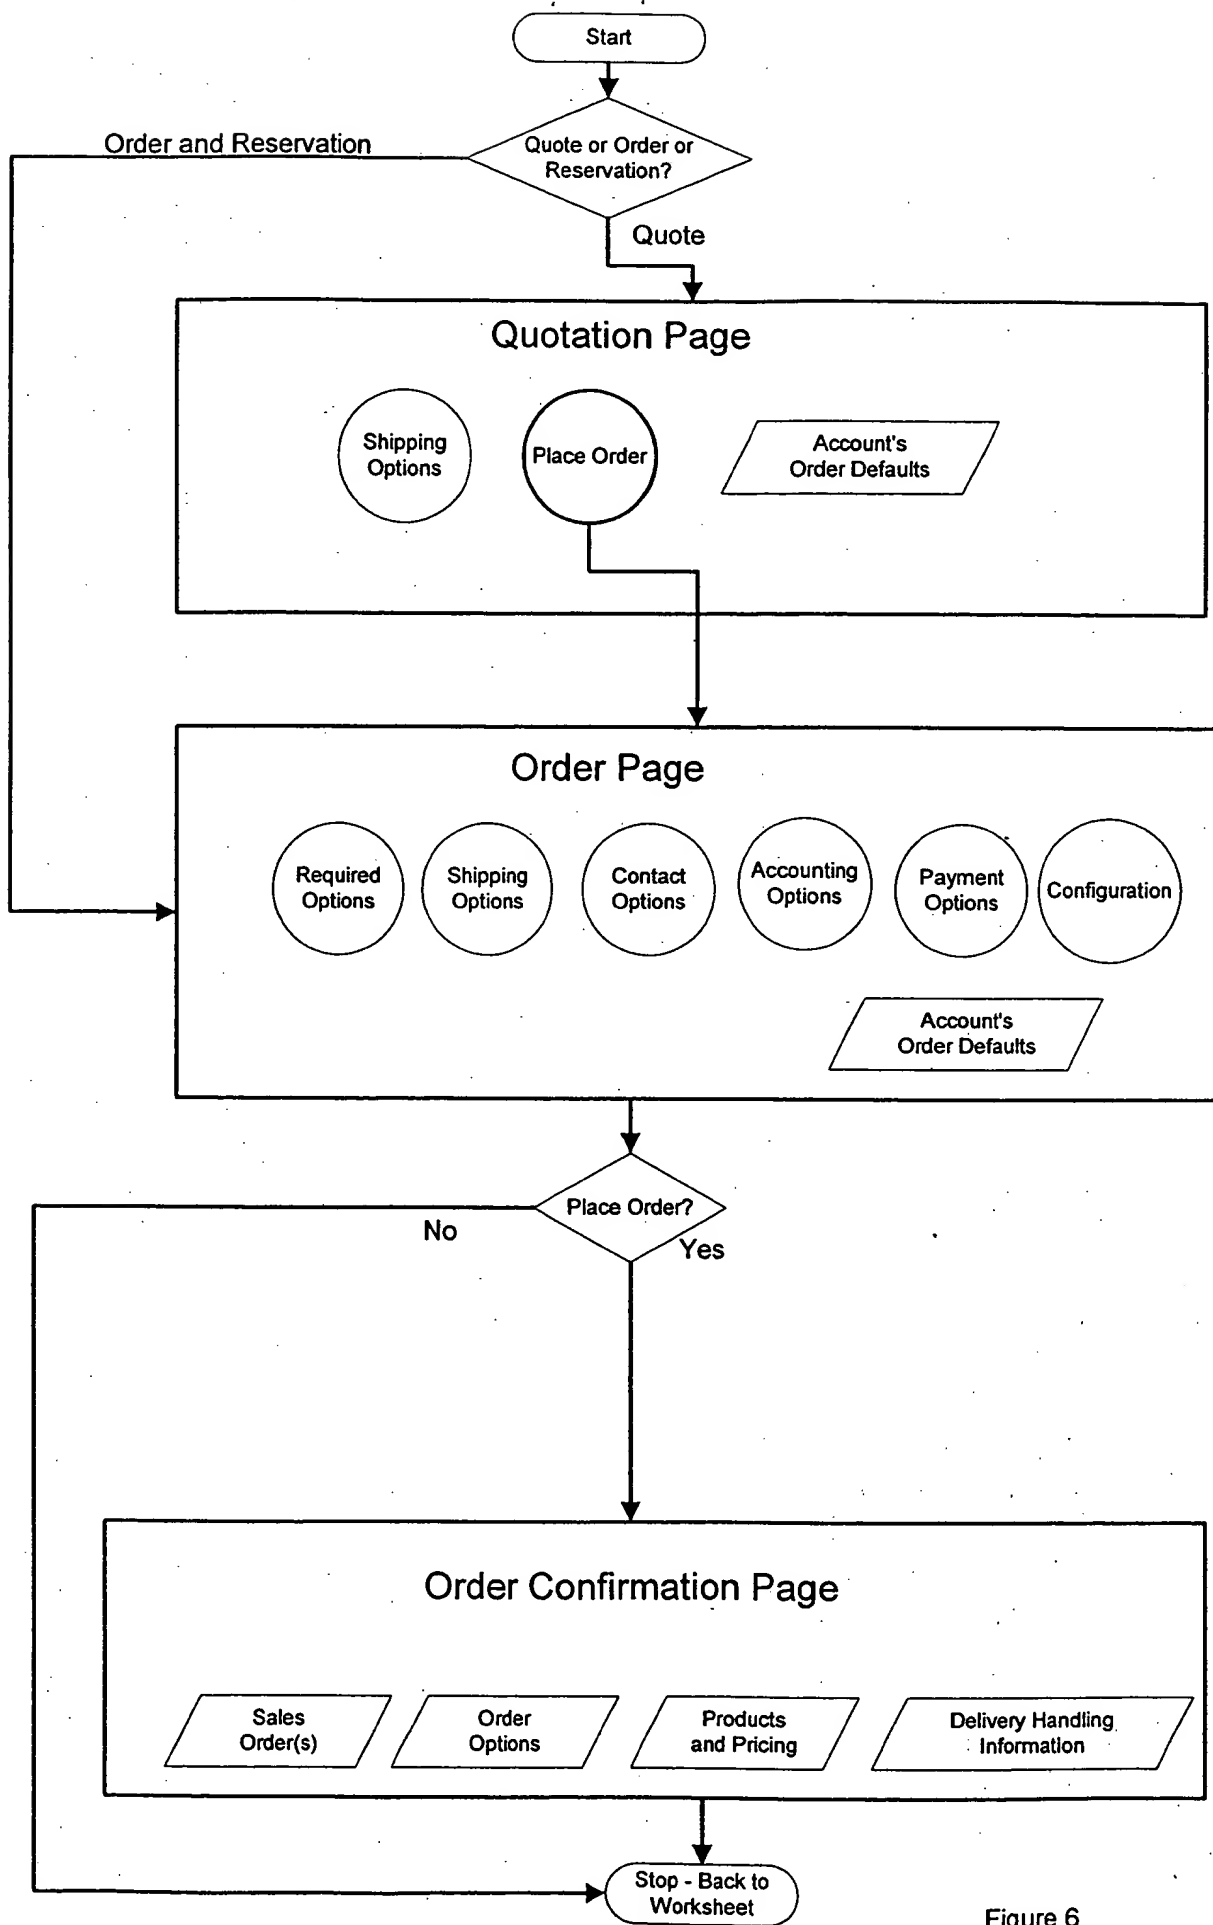 Start
Quote or Order or
Reservation?
Order and Reservation
Quote
Quotation Page
Shipping
Options
Place Order
Account's
Order Defaults
Order Page
Required
Options
Shipping
Options
Contact
Options
Accounting
Options
Payment
Options
Configuration
Account's
Order Defaults
Place Order?
No
Yes
Order Confirmation Page
Sales
Order(s)
Order
Options
Products
and Pricing
Delivery Handling
Information
Stop - Back to
Worksheet
Figure 6